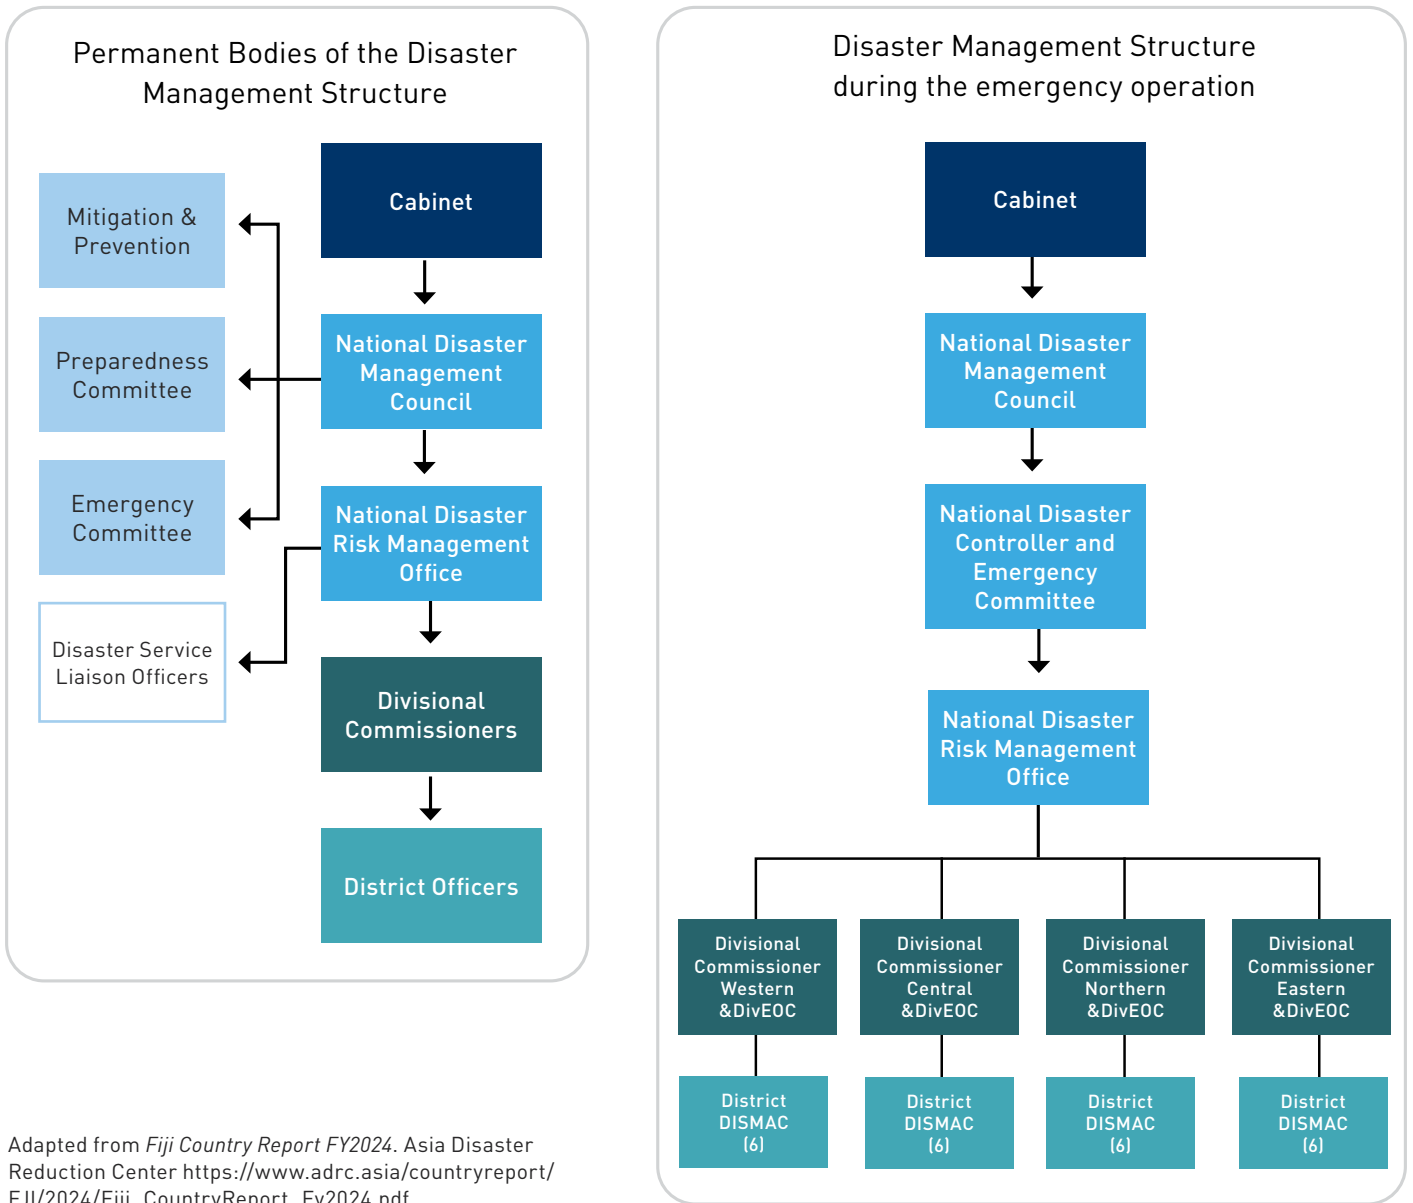 Permanent Bodies of the Disaster
Management Structure
Cabinet
Mitigation &
Prevention
National Disaster
Management
Council
Preparedness
Committee
Emergency
Committee
National Disaster
Risk Management
Office
Disaster Service
Liaison Officers
Divisional
Commissioners
District Officers
Adapted from Fiji Country Report FY2024. Asia Disaster
Reduction Center https://www.adrc.asia/countryreport/
FJI/2024/Fiji_CountryReport_Fy2024.pdf
Disaster Management Structure
during the emergency operation
Cabinet
National Disaster
Management
Council
National Disaster
Controller and
Emergency
Committee
National Disaster
Risk Management
Office
Divisional
Commissioner
Western
&DivEOC
Divisional
Commissioner
Central
&DivEOC
Divisional
Commissioner
Northern
&DivEOC
Divisional
Commissioner
Eastern
&DivEOC
District
DISMAC
(6)
District
DISMAC
(6)
District
DISMAC
(6)
District
DISMAC
(6)